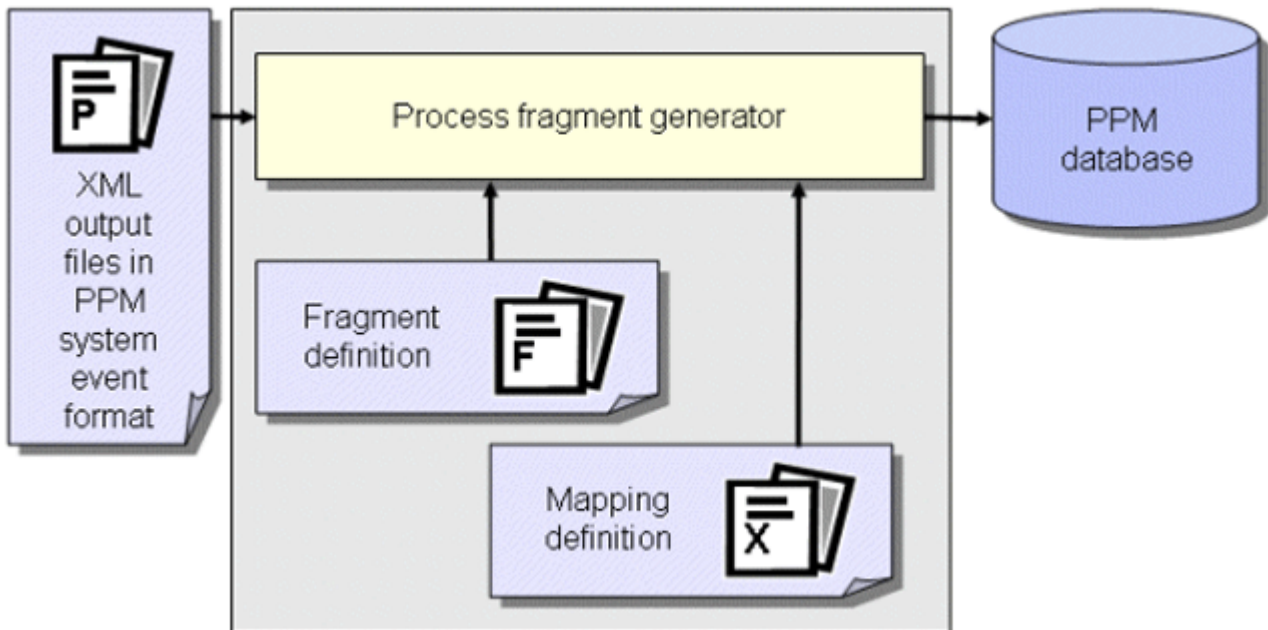 P
XML
output
files in
PPM
system
event
format
Process fragment generator
PPM
database
Fragment
definition
F
Mapping
definition
X